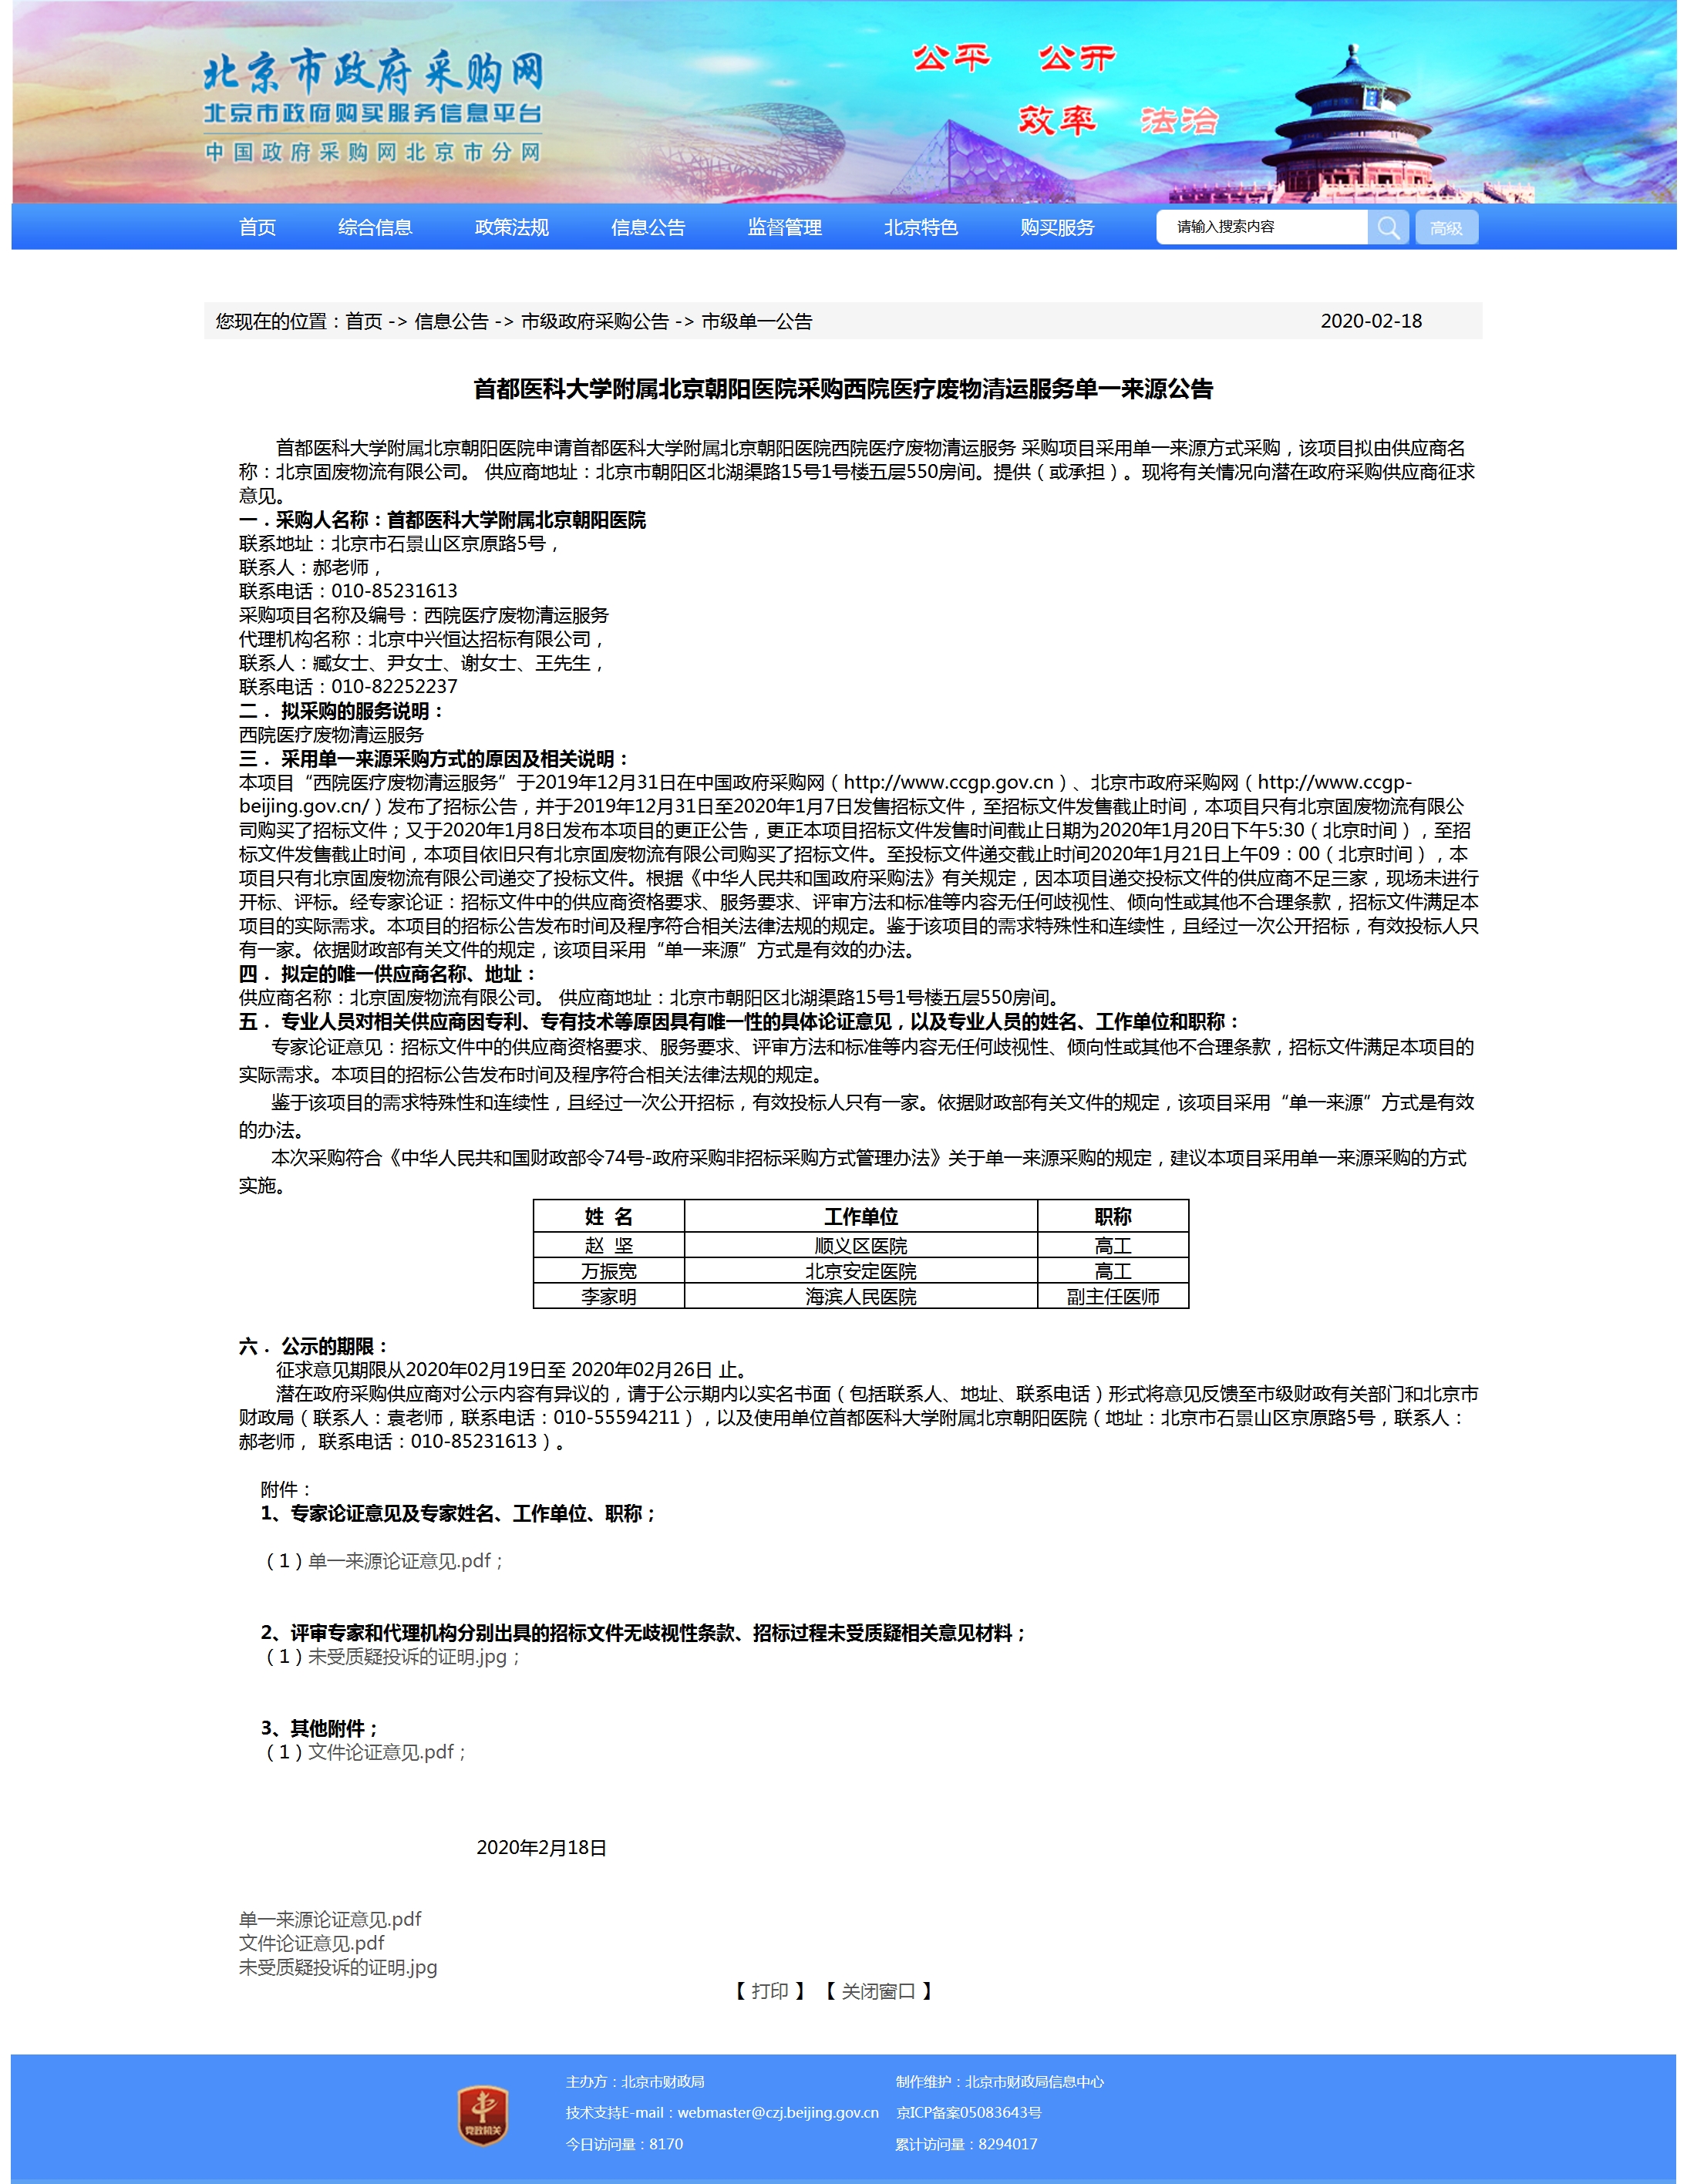 北京市政府采购网
北京市政府购买服务信息平台
中国政府采购网北京市分网
公平 公开
效率 法治
首页 综合信息 政策法规 信息公告 监督管理 北京特色 购买服务 请输入搜索内容 高级
您现在的位置：首页 -> 信息公告 -> 市级政府采购公告 -> 市级单一公告 2020-02-18
首都医科大学附属北京朝阳医院采购西院医疗废物清运服务单一来源公告
首都医科大学附属北京朝阳医院申请首都医科大学附属北京朝阳医院西院医疗废物清运服务 采购项目采用单一来源方式采购，该项目拟由供应商名
称：北京固废物流有限公司。 供应商地址：北京市朝阳区北湖渠路15号1号楼五层550房间。提供（或承担）。现将有关情况向潜在政府采购供应商征求
意见。
一．采购人名称：首都医科大学附属北京朝阳医院
联系地址：北京市石景山区京原路5号，
联系人：郝老师，
联系电话：010-85231613
采购项目名称及编号：西院医疗废物清运服务
代理机构名称：北京中兴恒达招标有限公司，
联系人：臧女士、尹女士、谢女士、王先生，
联系电话：010-82252237
二． 拟采购的服务说明：
西院医疗废物清运服务
三． 采用单一来源采购方式的原因及相关说明：
本项目“西院医疗废物清运服务”于2019年12月31日在中国政府采购网（http://www.ccgp.gov.cn）、北京市政府采购网（http://www.ccgp-
beijing.gov.cn/）发布了招标公告，并于2019年12月31日至2020年1月7日发售招标文件，至招标文件发售截止时间，本项目只有北京固废物流有限公
司购买了招标文件；又于2020年1月8日发布本项目的更正公告，更正本项目招标文件发售时间截止日期为2020年1月20日下午5:30（北京时间），至招
标文件发售截止时间，本项目依旧只有北京固废物流有限公司购买了招标文件。至投标文件递交截止时间2020年1月21日上午09：00（北京时间），本
项目只有北京固废物流有限公司递交了投标文件。根据《中华人民共和国政府采购法》有关规定，因本项目递交投标文件的供应商不足三家，现场未进行
开标、评标。经专家论证：招标文件中的供应商资格要求、服务要求、评审方法和标准等内容无任何歧视性、倾向性或其他不合理条款，招标文件满足本
项目的实际需求。本项目的招标公告发布时间及程序符合相关法律法规的规定。鉴于该项目的需求特殊性和连续性，且经过一次公开招标，有效投标人只
有一家。依据财政部有关文件的规定，该项目采用“单一来源”方式是有效的办法。
四． 拟定的唯一供应商名称、地址：
供应商名称：北京固废物流有限公司。 供应商地址：北京市朝阳区北湖渠路15号1号楼五层550房间。
五． 专业人员对相关供应商因专利、专有技术等原因具有唯一性的具体论证意见，以及专业人员的姓名、工作单位和职称：
专家论证意见：招标文件中的供应商资格要求、服务要求、评审方法和标准等内容无任何歧视性、倾向性或其他不合理条款，招标文件满足本项目的
实际需求。本项目的招标公告发布时间及程序符合相关法律法规的规定。
鉴于该项目的需求特殊性和连续性，且经过一次公开招标，有效投标人只有一家。依据财政部有关文件的规定，该项目采用“单一来源”方式是有效
的办法。
本次采购符合《中华人民共和国财政部令74号-政府采购非招标采购方式管理办法》关于单一来源采购的规定，建议本项目采用单一来源采购的方式
实施。
姓 名 工作单位 职称
赵 坚 顺义区医院 高工
万振宽 北京安定医院 高工
李家明 海滨人民医院 副主任医师
六． 公示的期限：
征求意见期限从2020年02月19日至 2020年02月26日 止。
潜在政府采购供应商对公示内容有异议的，请于公示期内以实名书面（包括联系人、地址、联系电话）形式将意见反馈至市级财政有关部门和北京市
财政局（联系人：袁老师，联系电话：010-55594211），以及使用单位首都医科大学附属北京朝阳医院（地址：北京市石景山区京原路5号，联系人：
郝老师， 联系电话：010-85231613）。
附件：
1、专家论证意见及专家姓名、工作单位、职称；
（1）单一来源论证意见.pdf；
2、评审专家和代理机构分别出具的招标文件无歧视性条款、招标过程未受质疑相关意见材料；
（1）未受质疑投诉的证明.jpg；
3、其他附件；
（1）文件论证意见.pdf；
2020年2月18日
单一来源论证意见.pdf
文件论证意见.pdf
未受质疑投诉的证明.jpg
【 打印 】 【 关闭窗口 】
主办方：北京市财政局 制作维护：北京市财政局信息中心
党政机关
技术支持E-mail：webmaster@czj.beijing.gov.cn 京ICP备案05083643号
今日访问量：8170 累计访问量：8294017